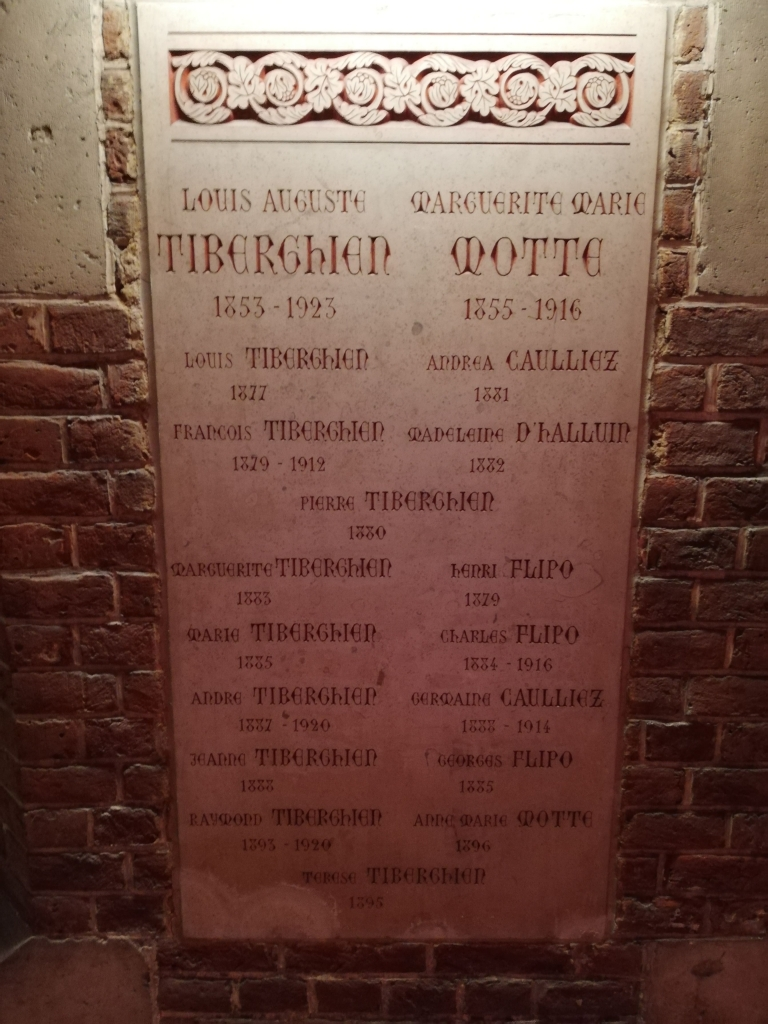 LOUIS AUGUSTE MARGUERITE MARIE
TIBERGHIEN MOTTE
1853 - 1923 1855 - 1916
LOUIS TIBERGHIEN ANDREA CAULLIEZ
1877 1881
FRANCOIS TIBERGHIEN MADELEINE D'HALLUIN
1879 - 1912 1882
PIERRE TIBERGHIEN
1880
MARGUERITE TIBERGHIEN HENRI FLIPO
1883 1879
MARIE TIBERGHIEN CHARLES FLIPO
1885 1884 - 1916
ANDRE TIBERGHIEN GERMAINE CAULLIEZ
1887 - 1920 1888 - 1914
JEANNE TIBERGHIEN GEORGES FLIPO
1888 1885
RAYMOND TIBERGHIEN ANNE MARIE MOTTE
1893 - 1920 1896
TERESE TIBERGHIEN
1895